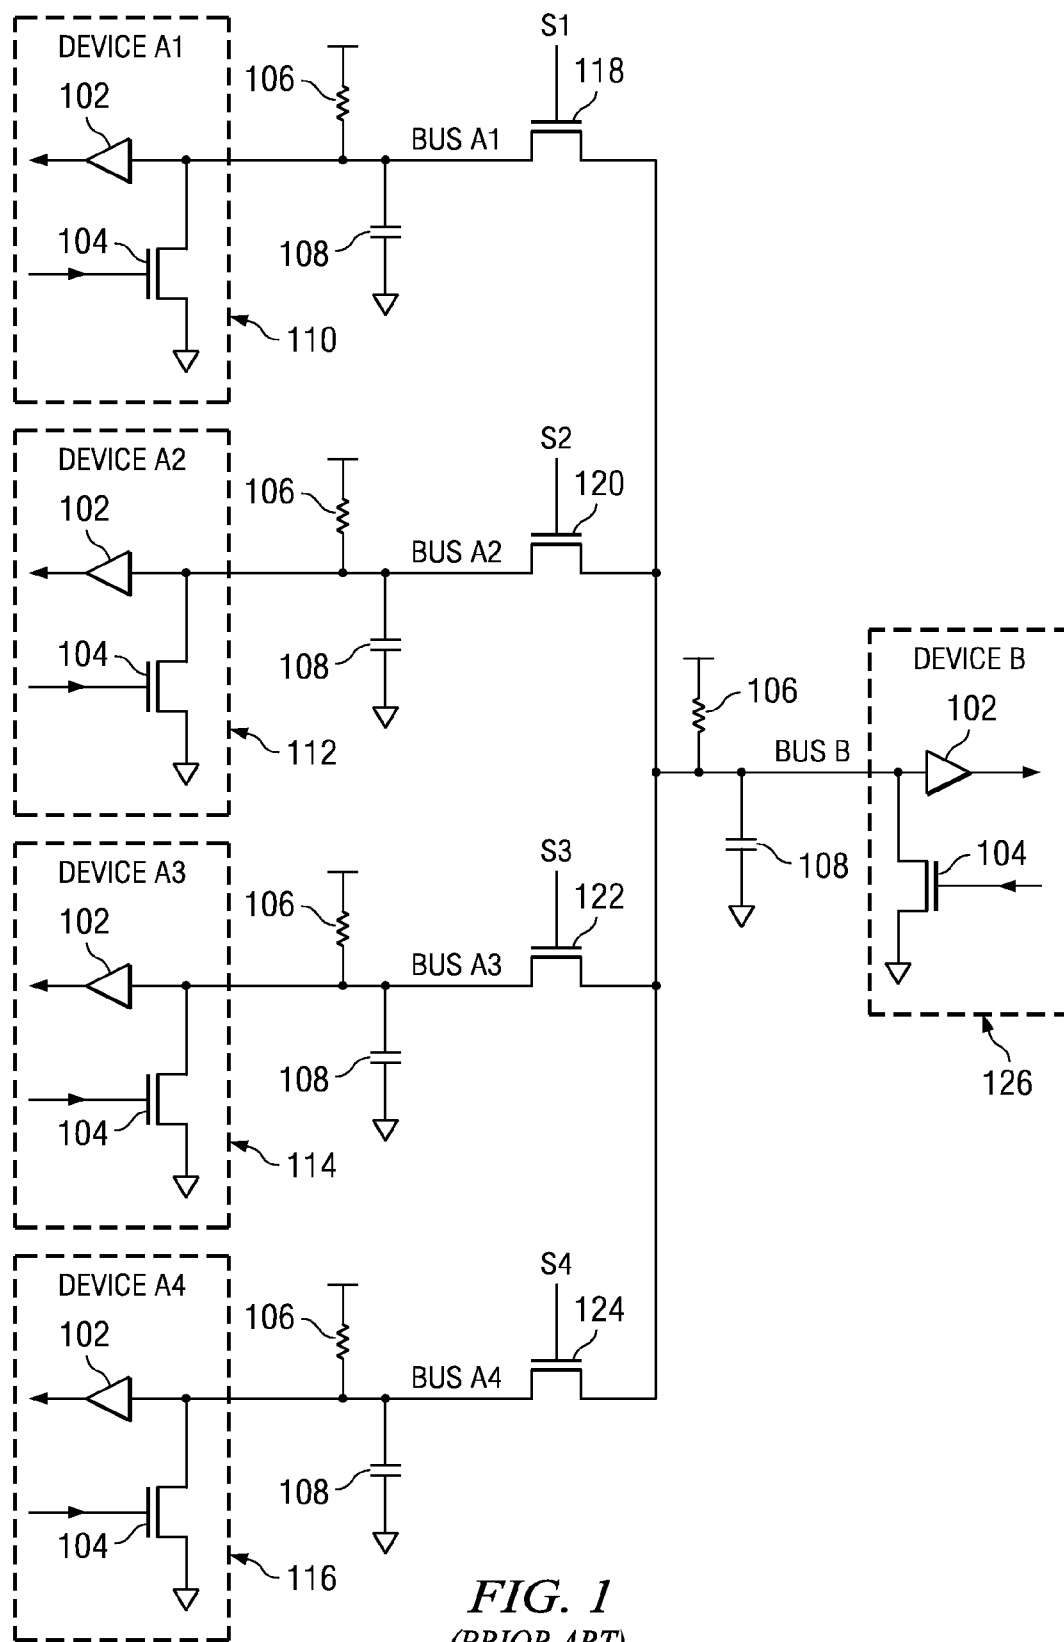 DEVICE A1
S1
102
106
118
BUS A1
104
108
110
DEVICE A2
S2
102
106
120
BUS A2
104
108
112
DEVICE B
106
102
BUS B
108
104
126
DEVICE A3
S3
102
106
122
BUS A3
108
104
114
DEVICE A4
S4
102
106
124
BUS A4
108
104
116
FIG. 1
(PRIOR ART)